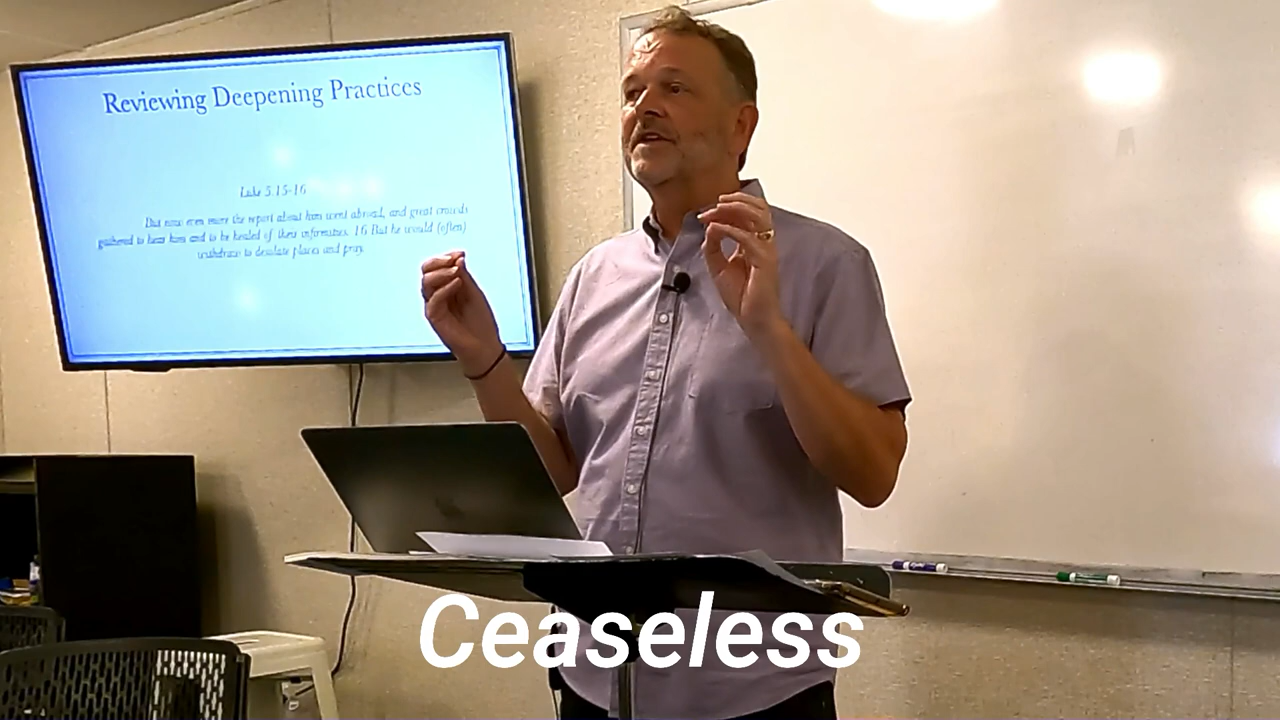 Reviewing Deepening Practices
Luke 5.15-16
But now even more the report about him went abroad, and great crowds
gathered to hear him and to be healed of their infirmities. 16 But he would (often)
withdraw to desolate places and pray.
Ceaseless